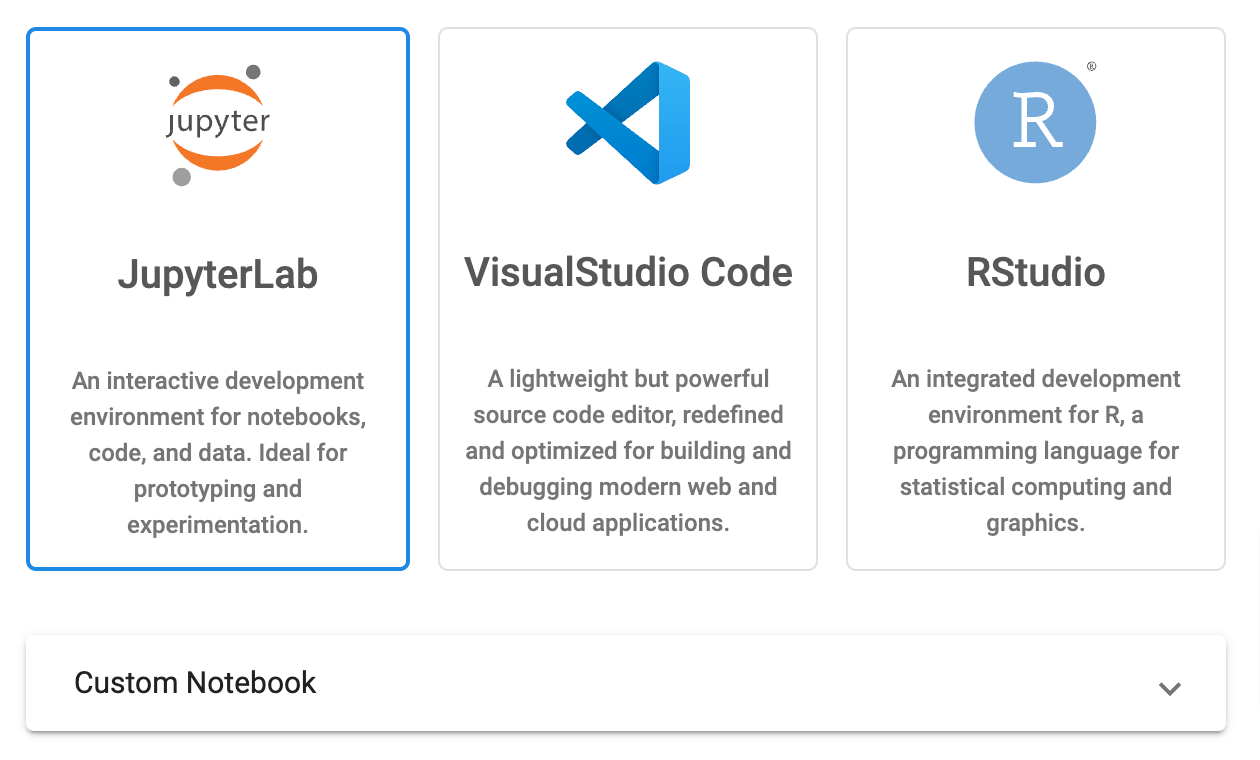 jupyter
JupyterLab
An interactive development
environment for notebooks,
code, and data. Ideal for
prototyping and
experimentation.
VisualStudio Code
A lightweight but powerful
source code editor, redefined
and optimized for building and
debugging modern web and
cloud applications.
R
®
RStudio
An integrated development
environment for R, a
programming language for
statistical computing and
graphics.
Custom Notebook